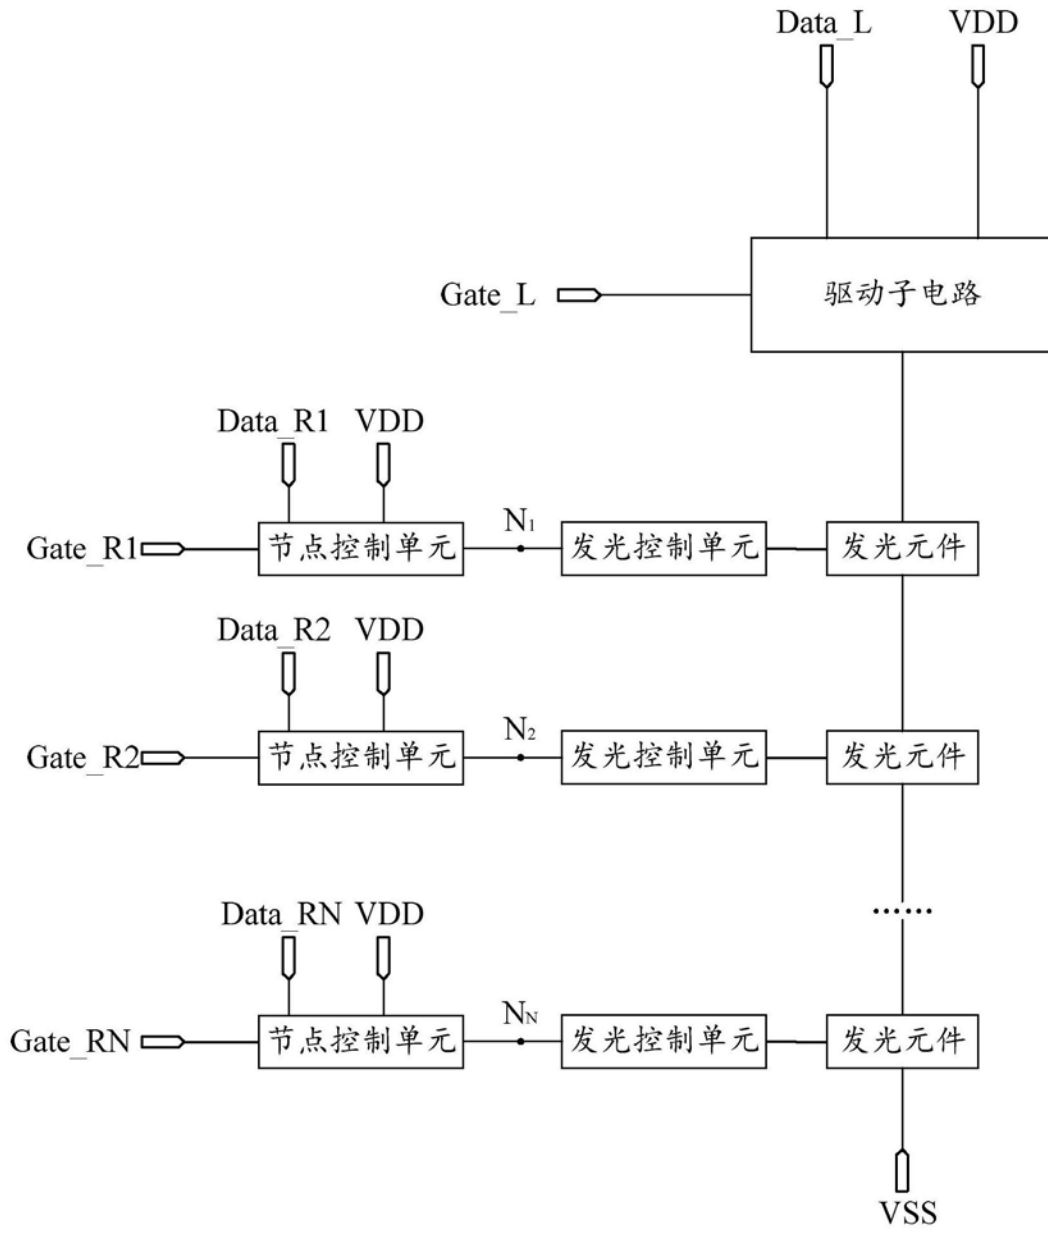 Data_L VDD
Gate_L 驱动子电路
Data_R1 VDD
Gate_R1 节点控制单元 N1 发光控制单元 发光元件
Data_R2 VDD
Gate_R2 节点控制单元 N2 发光控制单元 发光元件
······
Data_RN VDD
Gate_RN 节点控制单元 NN 发光控制单元 发光元件
VSS